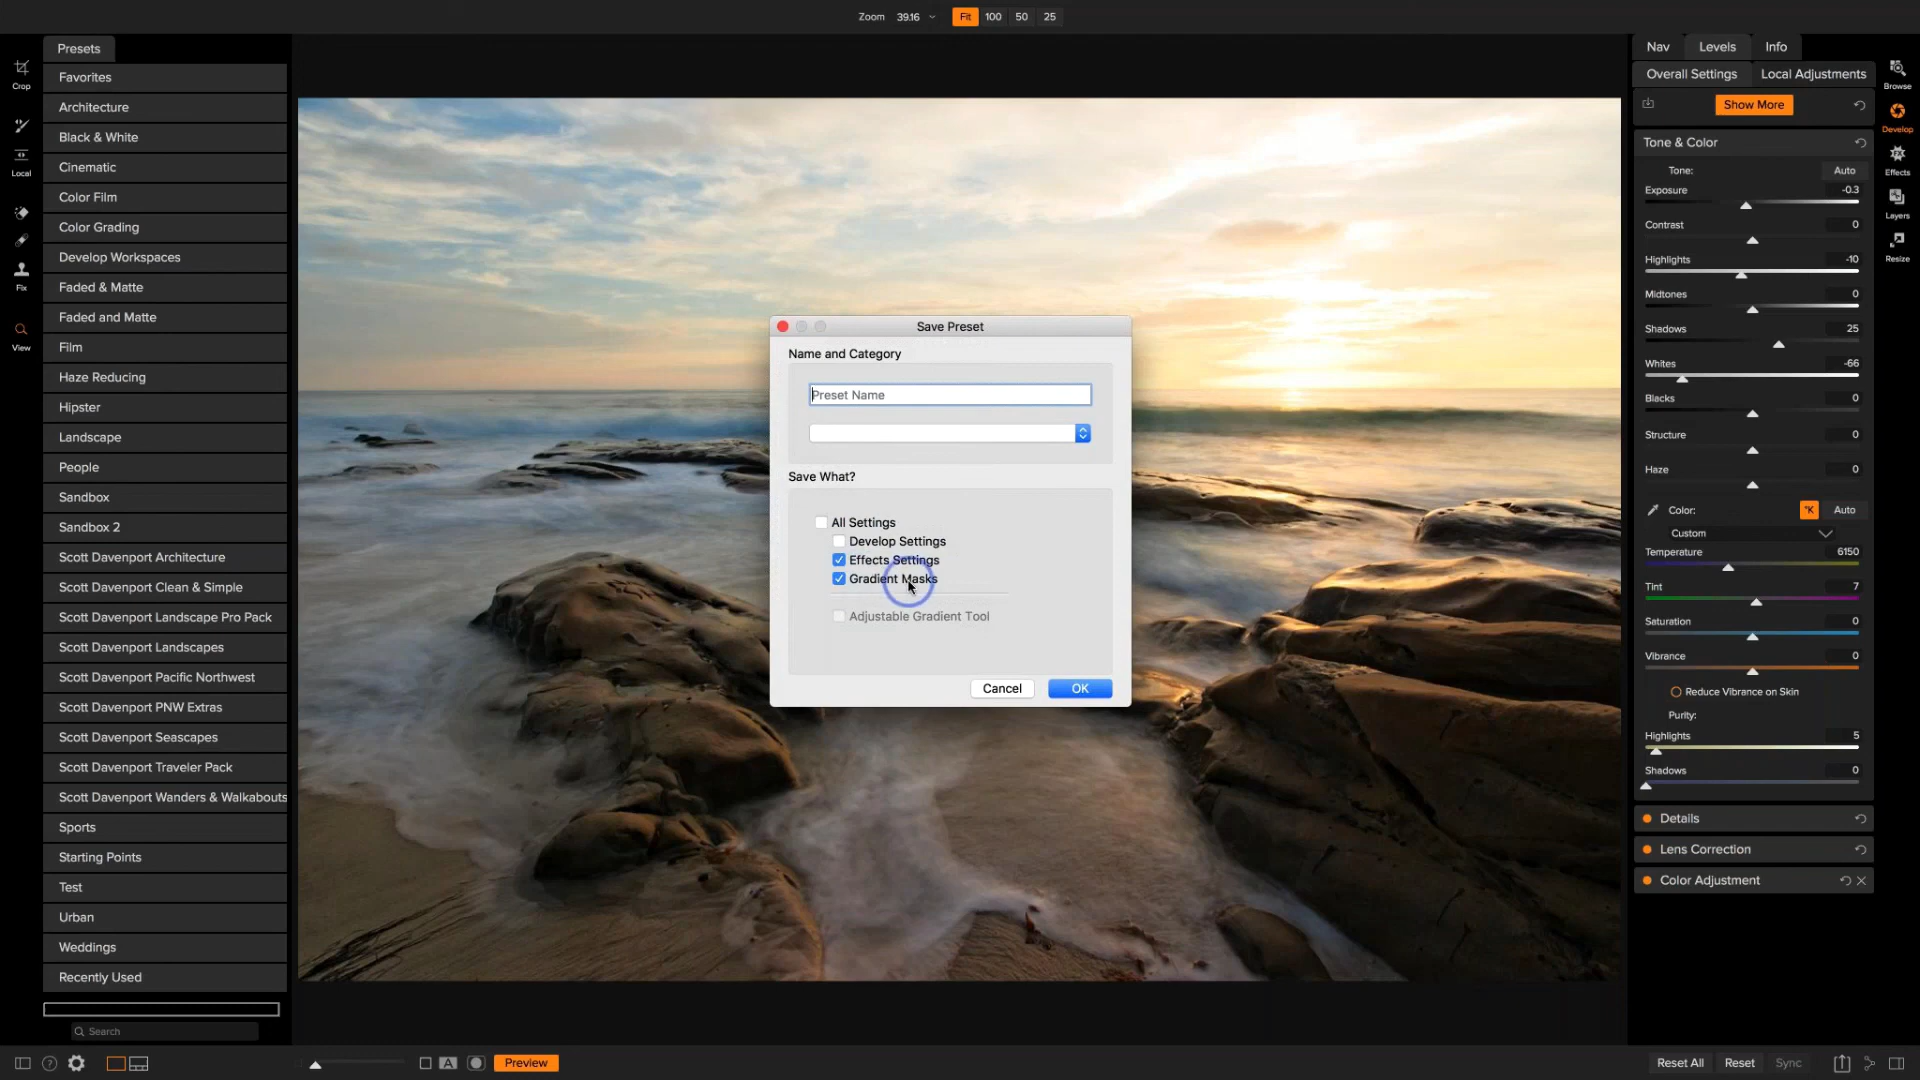 Zoom 39.16 Fit 100 50 25
Presets
Favorites
Architecture
Black & White
Cinematic
Color Film
Color Grading
Develop Workspaces
Faded & Matte
Faded and Matte
Film
Haze Reducing
Hipster
Landscape
People
Sandbox
Sandbox 2
Scott Davenport Architecture
Scott Davenport Clean & Simple
Scott Davenport Landscape Pro Pack
Scott Davenport Landscapes
Scott Davenport Pacific Northwest
Scott Davenport PNW Extras
Scott Davenport Seascapes
Scott Davenport Traveler Pack
Scott Davenport Wanders & Walkabouts
Sports
Starting Points
Test
Urban
Weddings
Recently Used
Search
Crop
Local
Fix
View
Save Preset
Name and Category
Preset Name
Save What?
All Settings
Develop Settings
Effects Settings
Gradient Masks
Adjustable Gradient Tool
Cancel OK
Nav Levels Info
Overall Settings Local Adjustments
Show More
Tone & Color
Tone: Auto
Exposure -0.3
Contrast 0
Highlights -10
Midtones 0
Shadows 25
Whites -66
Blacks 0
Structure 0
Haze 0
Color: °K Auto
Custom
Temperature 6150
Tint 7
Saturation 0
Vibrance 0
Reduce Vibrance on Skin
Purity:
Highlights 5
Shadows 0
Details
Lens Correction
Color Adjustment
Browse
Develop
Effects
Layers
Resize
? A Preview
Reset All Reset Sync